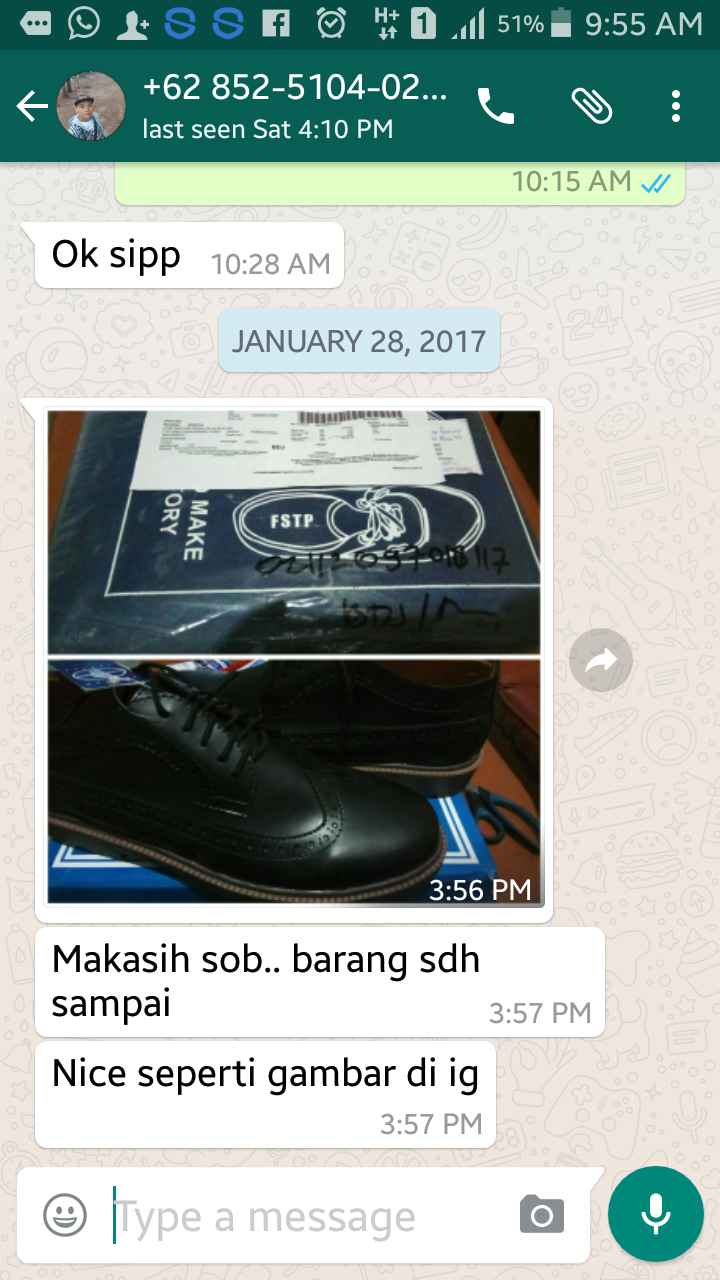 51% 9:55 AM
+62 852-5104-02...
last seen Sat 4:10 PM
10:15 AM
Ok sipp 10:28 AM
JANUARY 28, 2017
MAKE
ORY
FSTP
3:56 PM
Makasih sob.. barang sdh
sampai 3:57 PM
Nice seperti gambar di ig
3:57 PM
Type a message